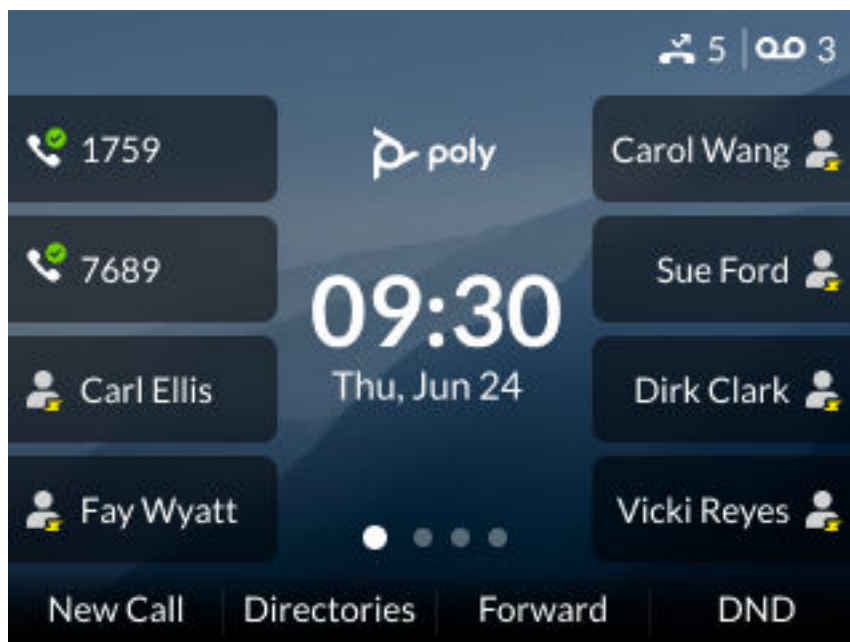 5 | 3
1759
poly
Carol Wang
7689
Sue Ford
09:30
Thu, Jun 24
Carl Ellis
Dirk Clark
Fay Wyatt
Vicki Reyes
New Call
Directories
Forward
DND